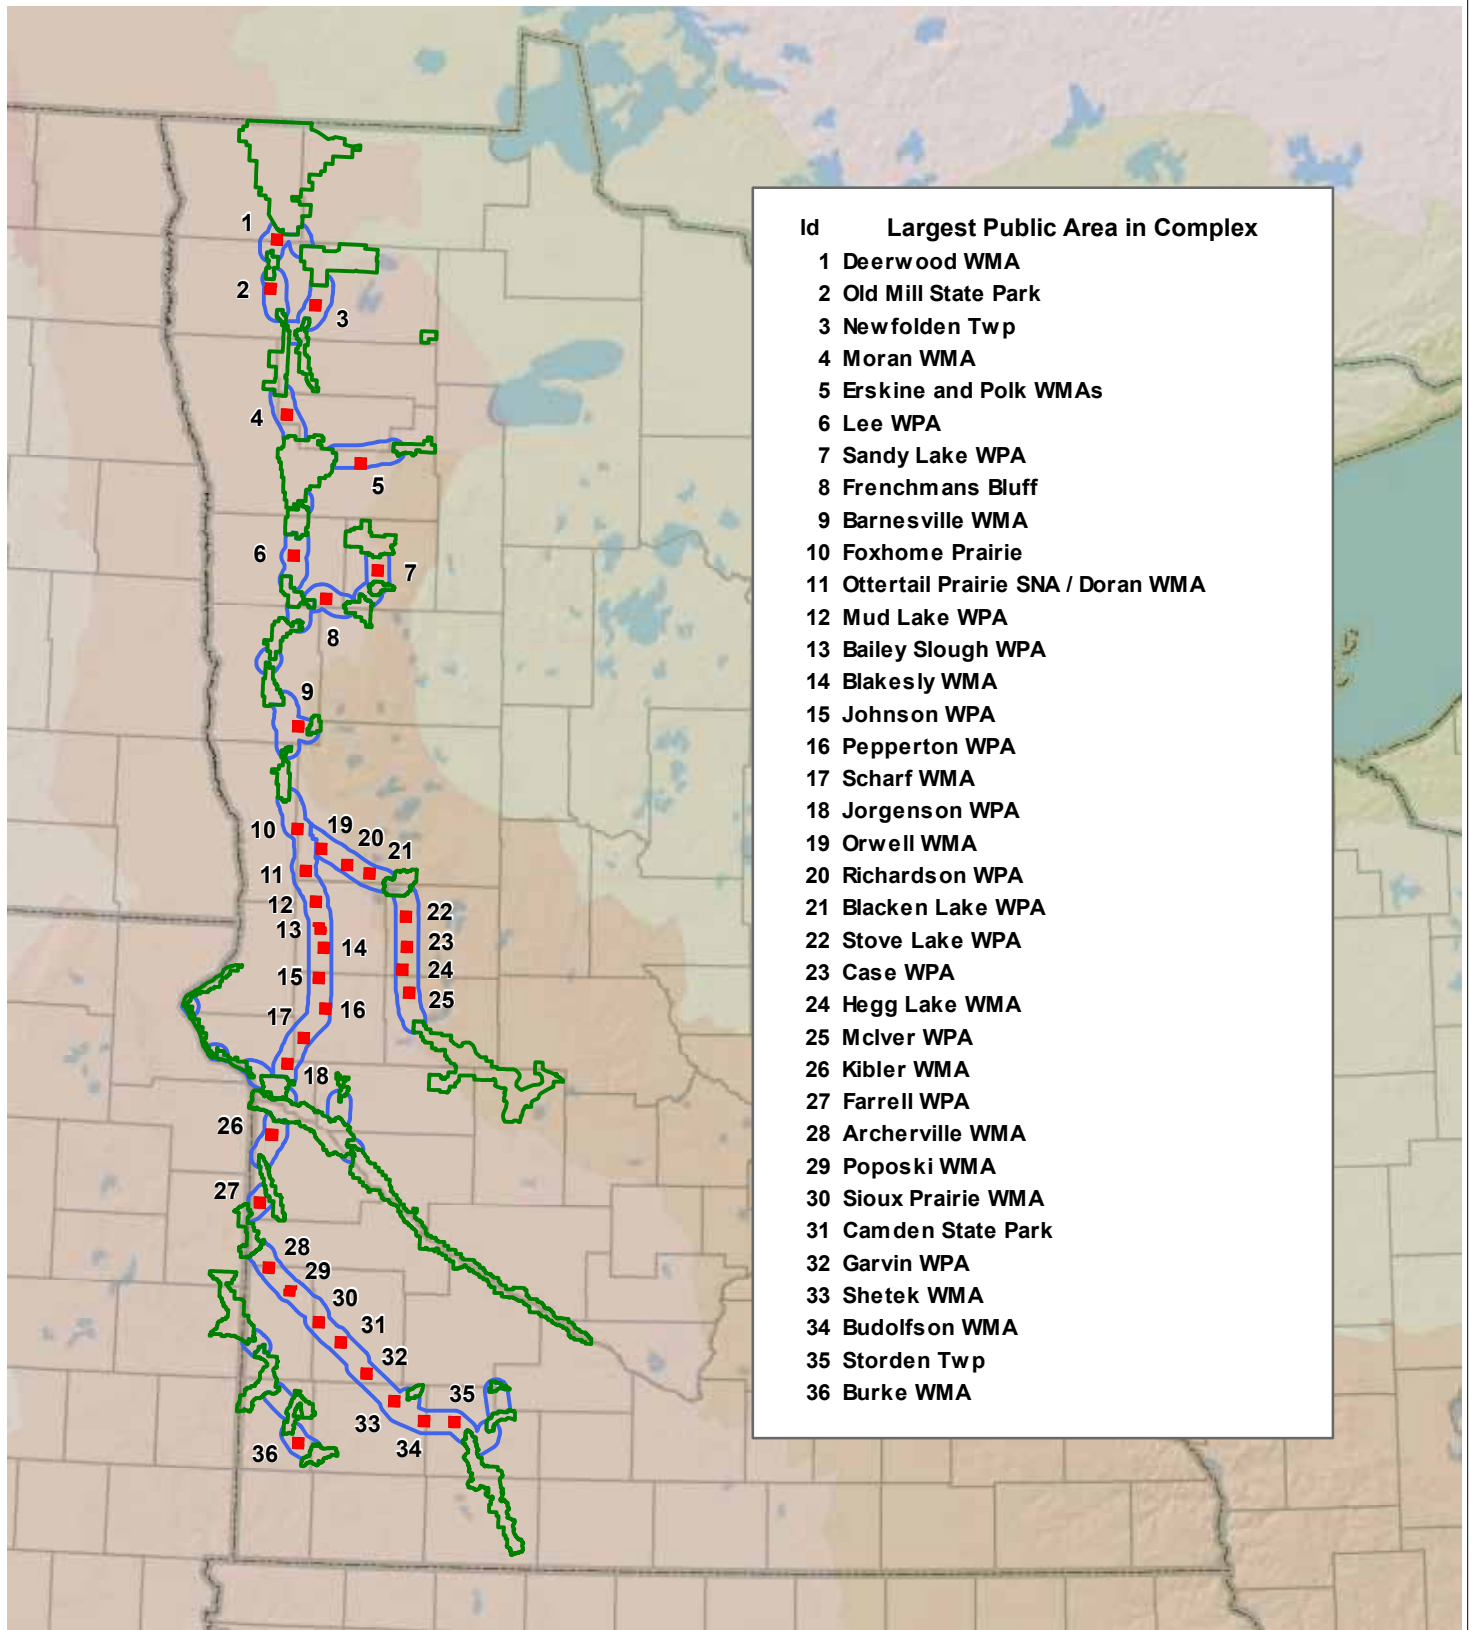 Id Largest Public Area in Complex
1 Deerwood WMA
2 Old Mill State Park
3 Newfolden Twp
4 Moran WMA
5 Erskine and Polk WMAs
6 Lee WPA
7 Sandy Lake WPA
8 Frenchmans Bluff
9 Barnesville WMA
10 Foxhome Prairie
11 Ottertail Prairie SNA / Doran WMA
12 Mud Lake WPA
13 Bailey Slough WPA
14 Blakesly WMA
15 Johnson WPA
16 Pepperton WPA
17 Scharf WMA
18 Jorgenson WPA
19 Orwell WMA
20 Richardson WPA
21 Blacken Lake WPA
22 Stove Lake WPA
23 Case WPA
24 Hegg Lake WMA
25 McIver WPA
26 Kibler WMA
27 Farrell WPA
28 Archerville WMA
29 Poposki WMA
30 Sioux Prairie WMA
31 Camden State Park
32 Garvin WPA
33 Shetek WMA
34 Budolfson WMA
35 Storden Twp
36 Burke WMA
1
2
3
4
5
6
7
8
9
10
19
20
21
11
12
22
13
14
23
15
24
16
25
17
18
26
27
28
29
30
31
32
33
35
34
36